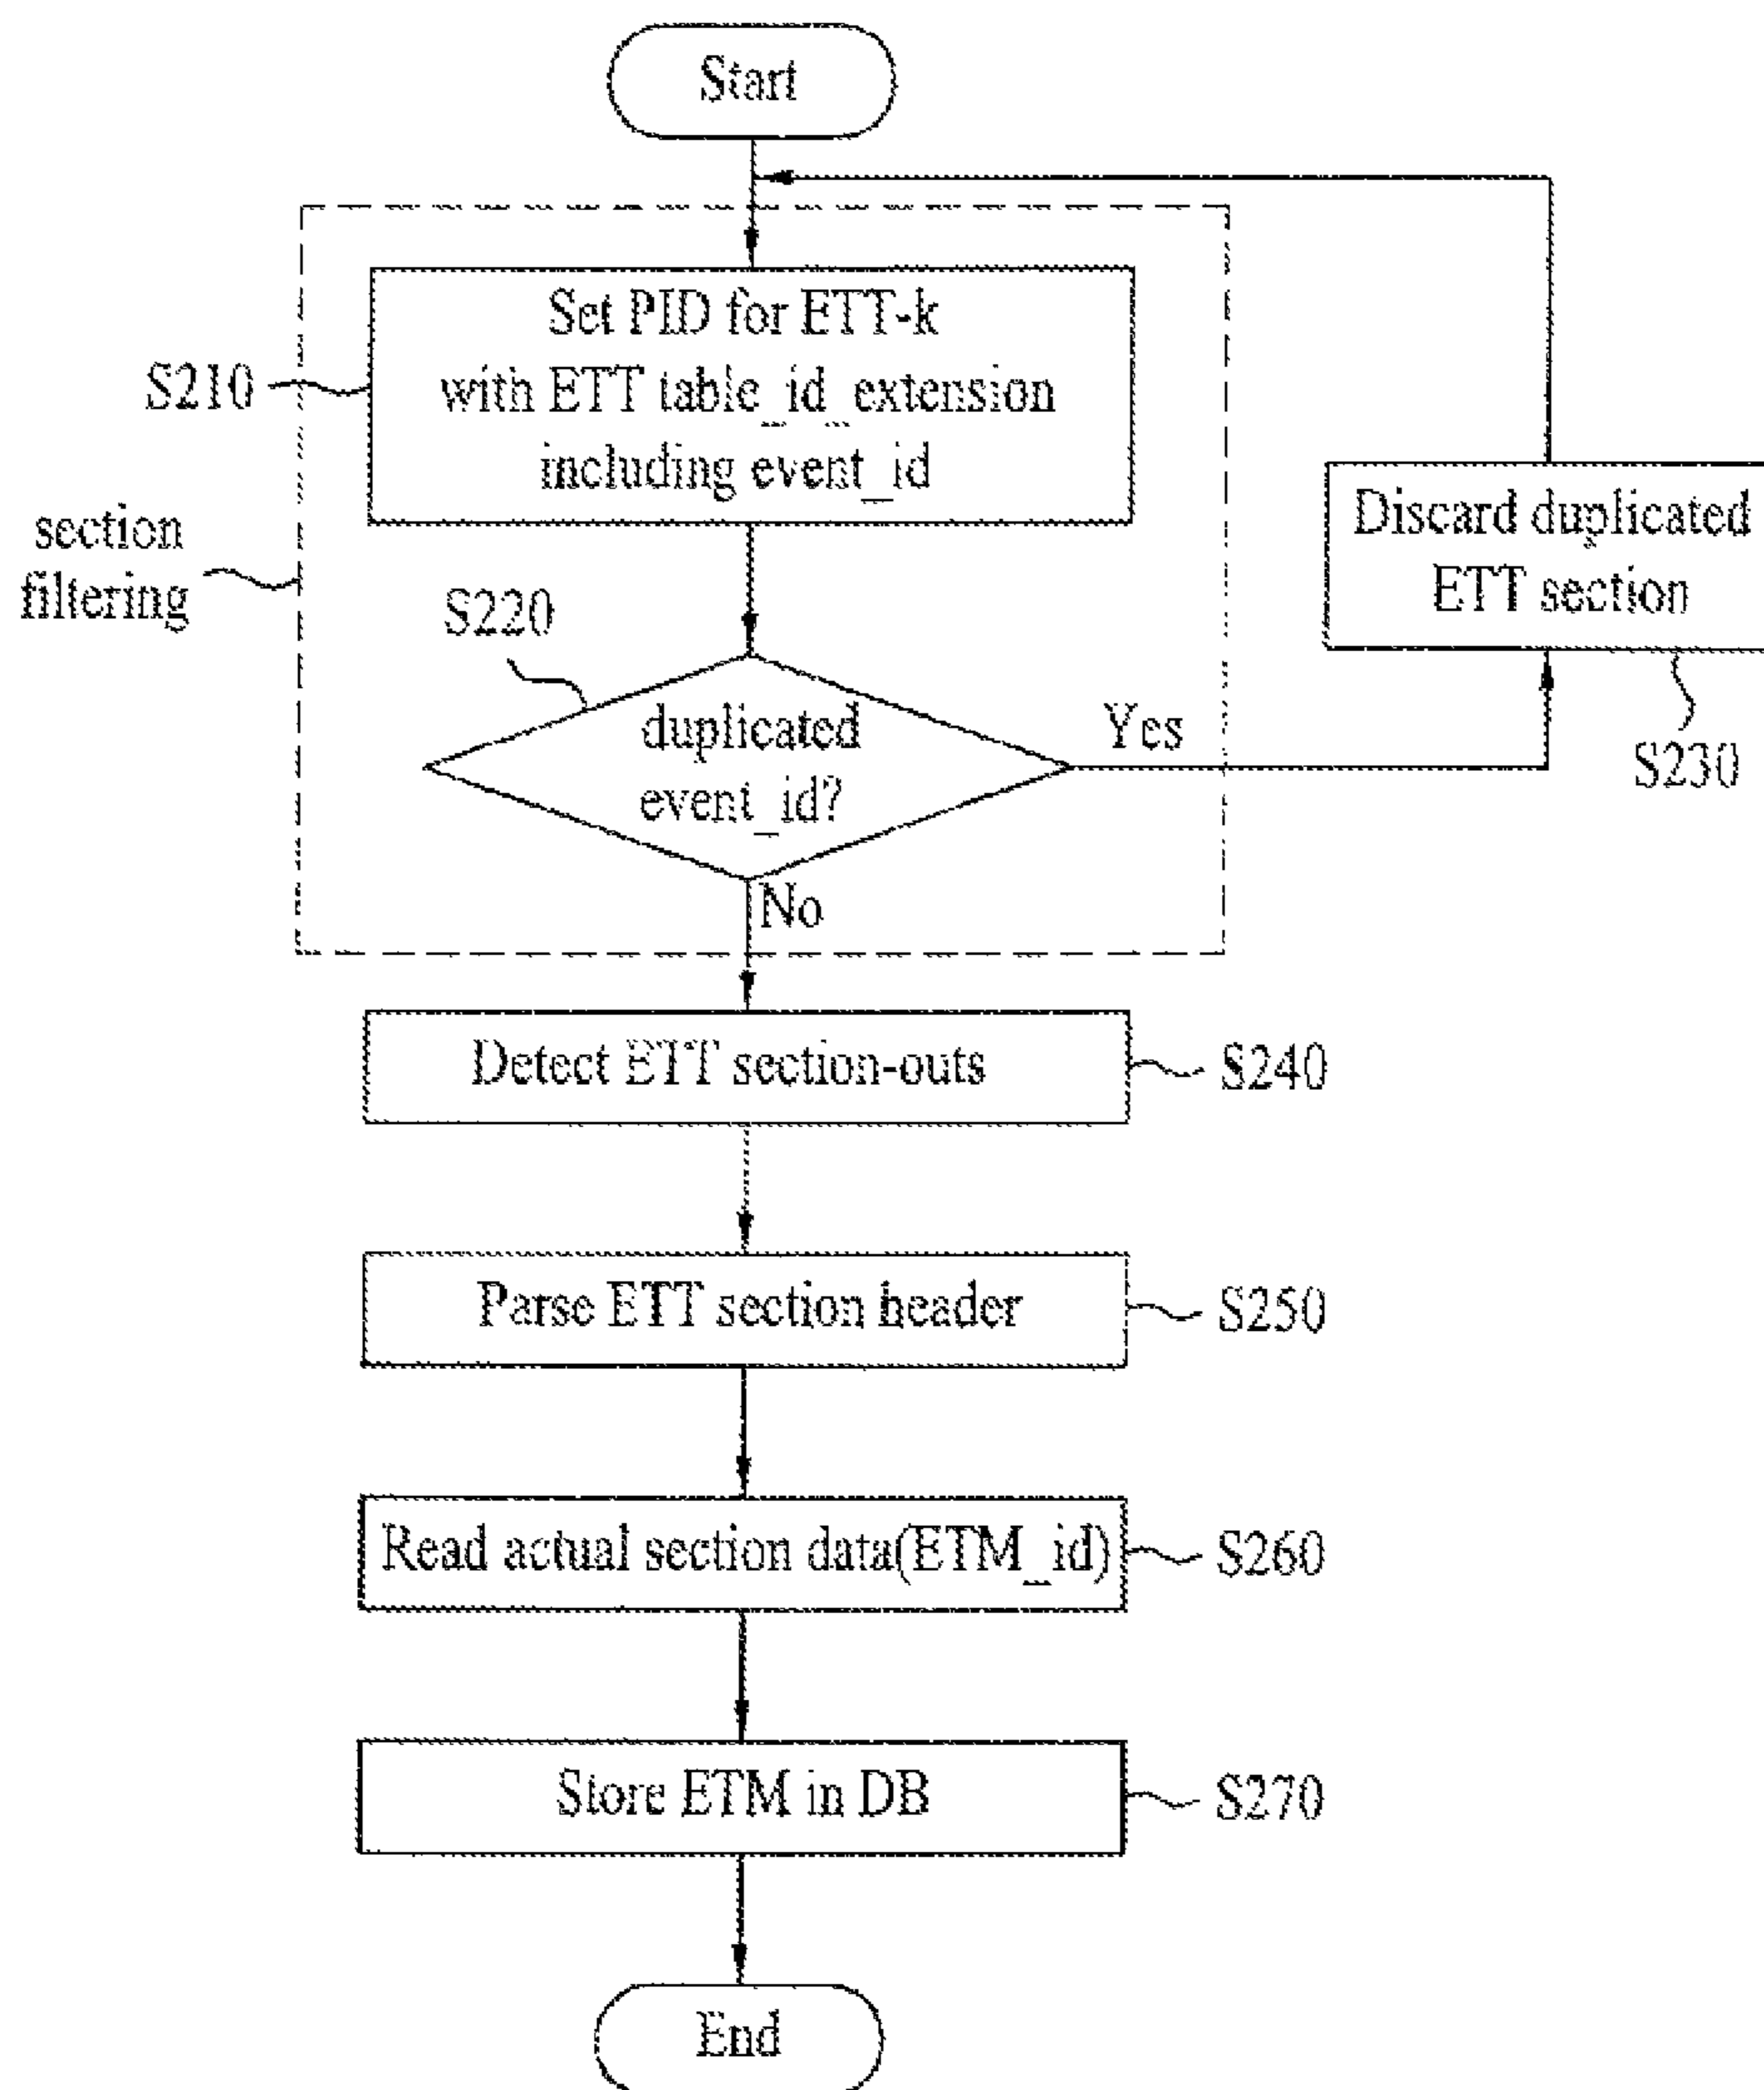 Start
Set PID for ETT-k
with ETT table_id_extension
including event_id
S210
section
filtering
Discard duplicated
ETT section
S230
S220
duplicated
event_id?
Yes
No
Detect ETT section-outs
S240
Parse ETT section header
S250
Read actual section data(ETM_id)
S260
Store ETM in DB
S270
End